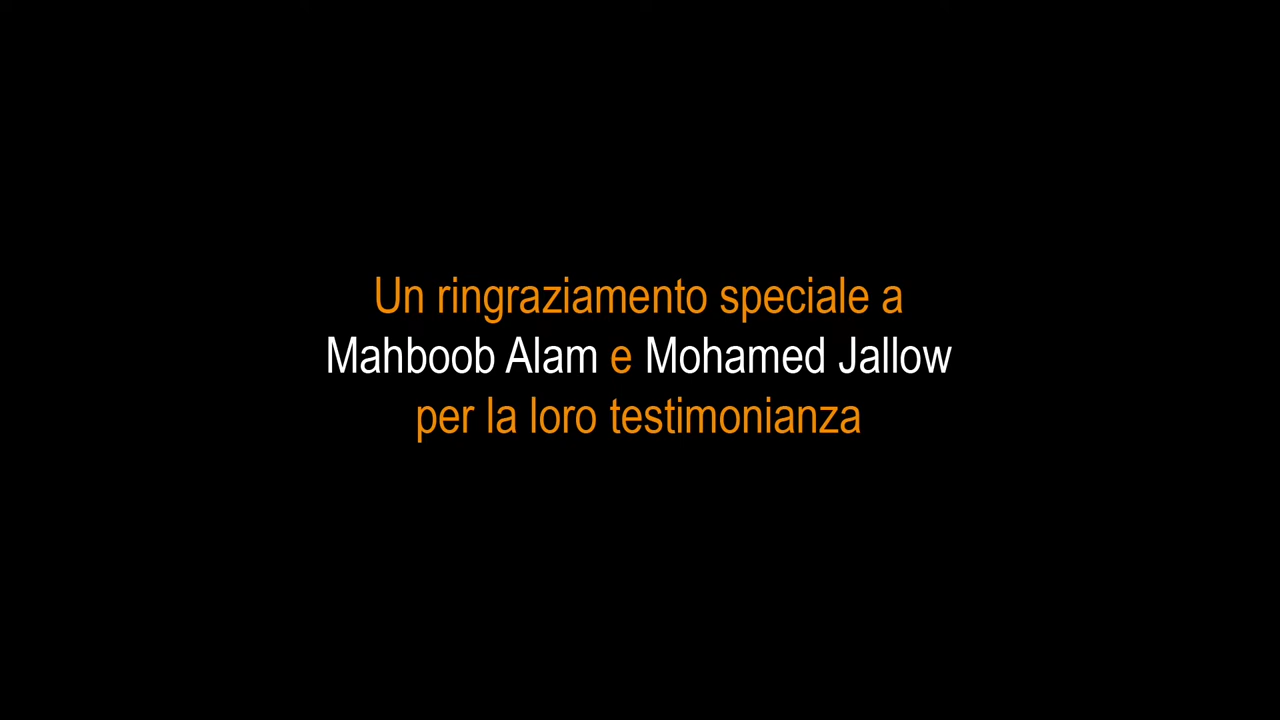 Un ringraziamento speciale a
Mahboob Alam e Mohamed Jallow
per la loro testimonianza